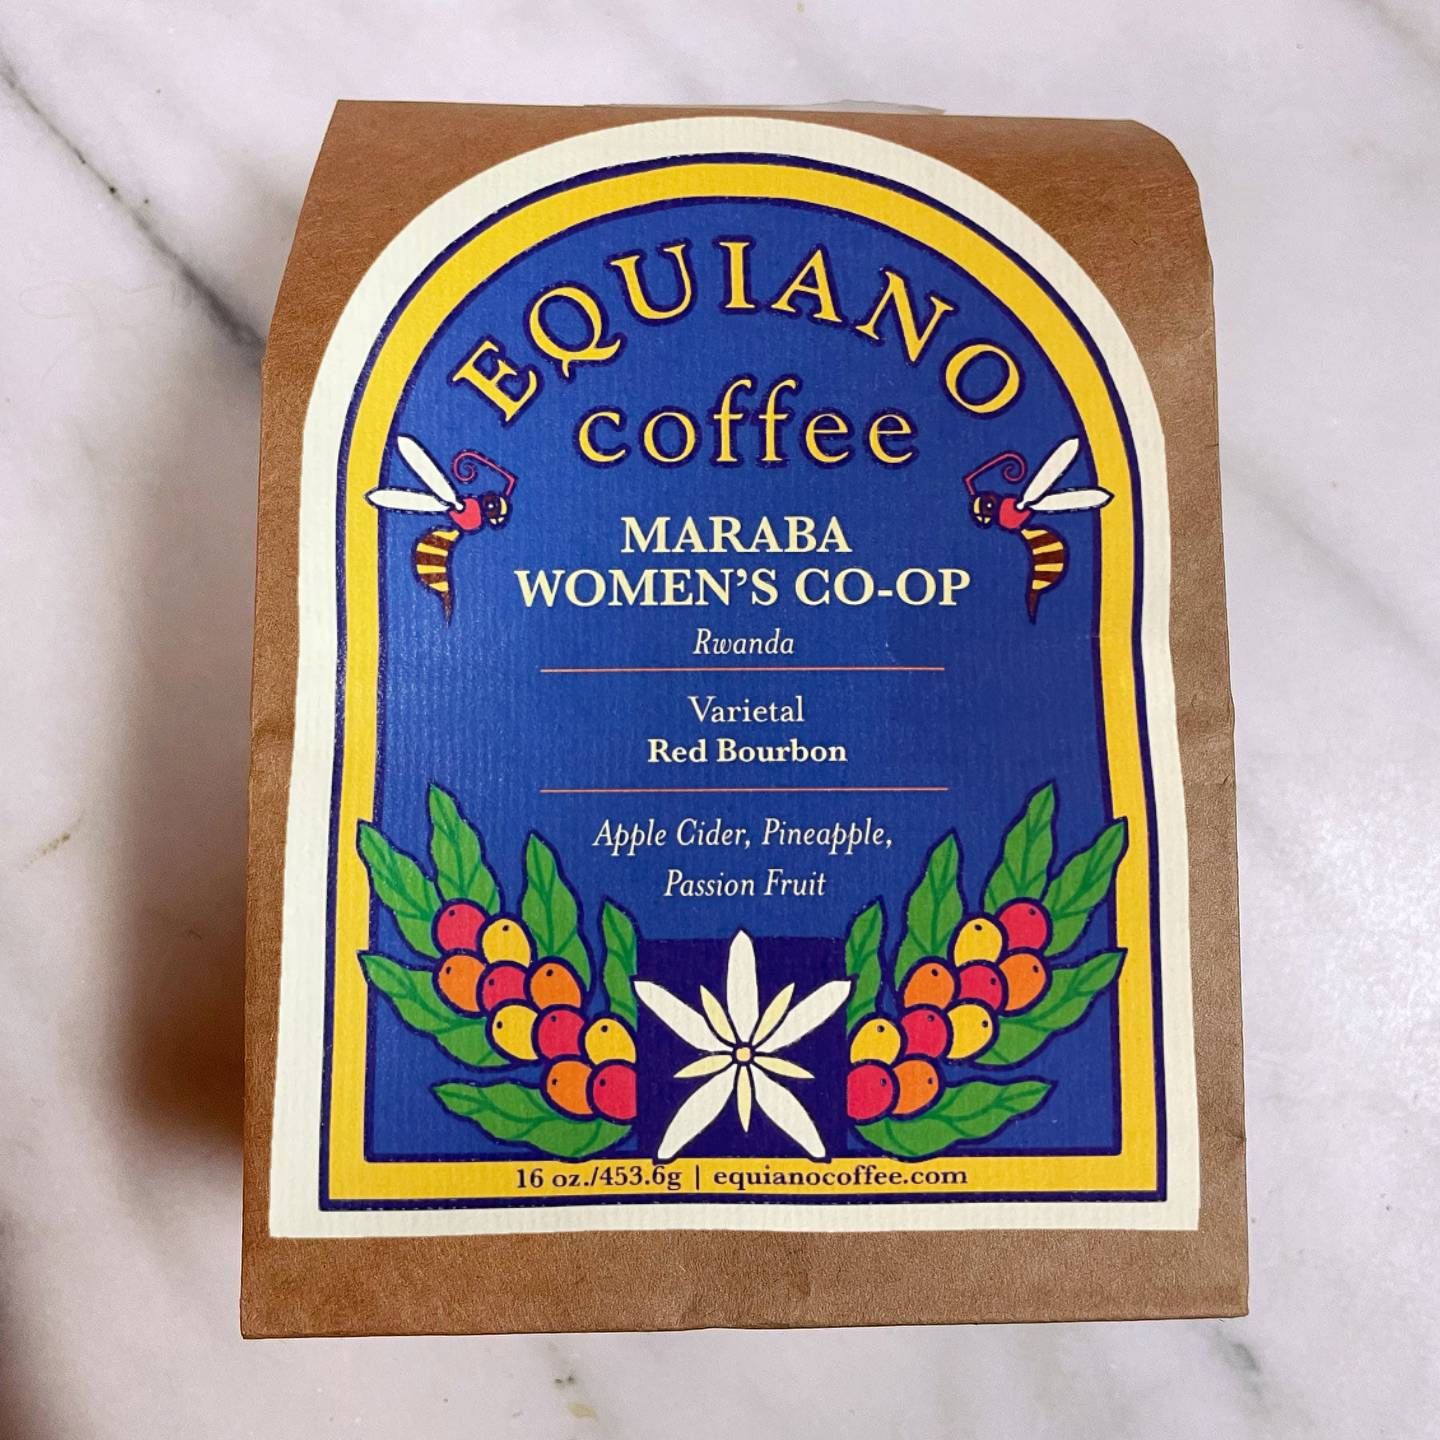 EQUIANO
coffee
MARABA
WOMEN'S CO-OP
Rwanda
Varietal
Red Bourbon
Apple Cider, Pineapple,
Passion Fruit
16 oz./453.6g | equianocoffee.com